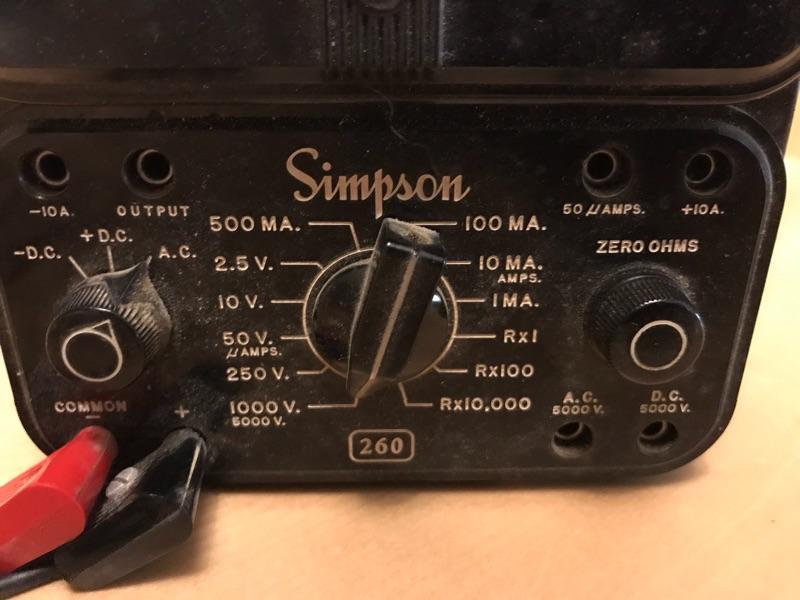 Simpson
-10A.
OUTPUT
50 µAMPS.
+10A.
-D.C.
+D.C.
A.C.
500 MA.
2.5 V.
10 V.
50 V.
µAMPS.
250 V.
1000 V.
5000 V.
100 MA.
10 MA.
AMPS.
1 MA.
Rx1
Rx100
Rx10,000
ZERO OHMS
COMMON
-
+
A.C.
5000 V.
D.C.
5000 V.
260